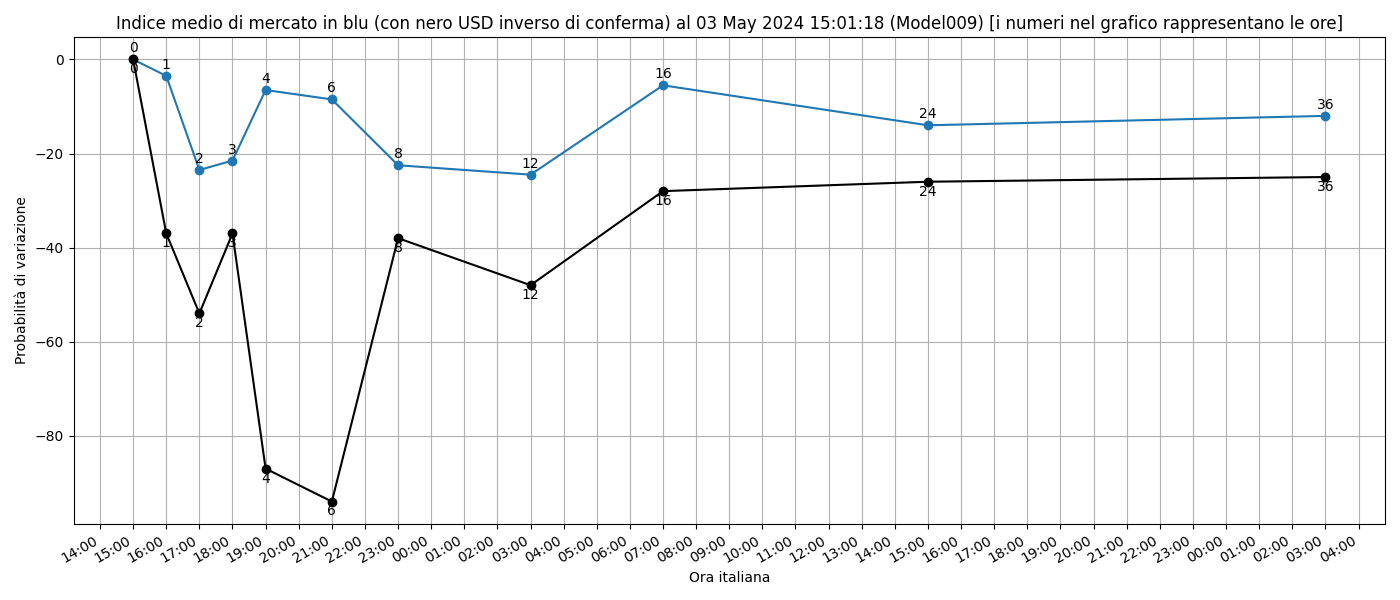 Indice medio di mercato in blu (con nero USD inverso di conferma) al 03 May 2024 15:01:18 (Model009) [i numeri nel grafico rappresentano le ore]
0
−20
−40
−60
−80
Probabilità di variazione
0 1 2 3 4 6 8 12 16 24 36
0 1 2 3 4 6 8 12 16 24 36
14:00 15:00 16:00 17:00 18:00 19:00 20:00 21:00 22:00 23:00 00:00 01:00 02:00 03:00 04:00 05:00 06:00 07:00 08:00 09:00 10:00 11:00 12:00 13:00 14:00 15:00 16:00 17:00 18:00 19:00 20:00 21:00 22:00 23:00 00:00 01:00 02:00 03:00 04:00
Ora italiana